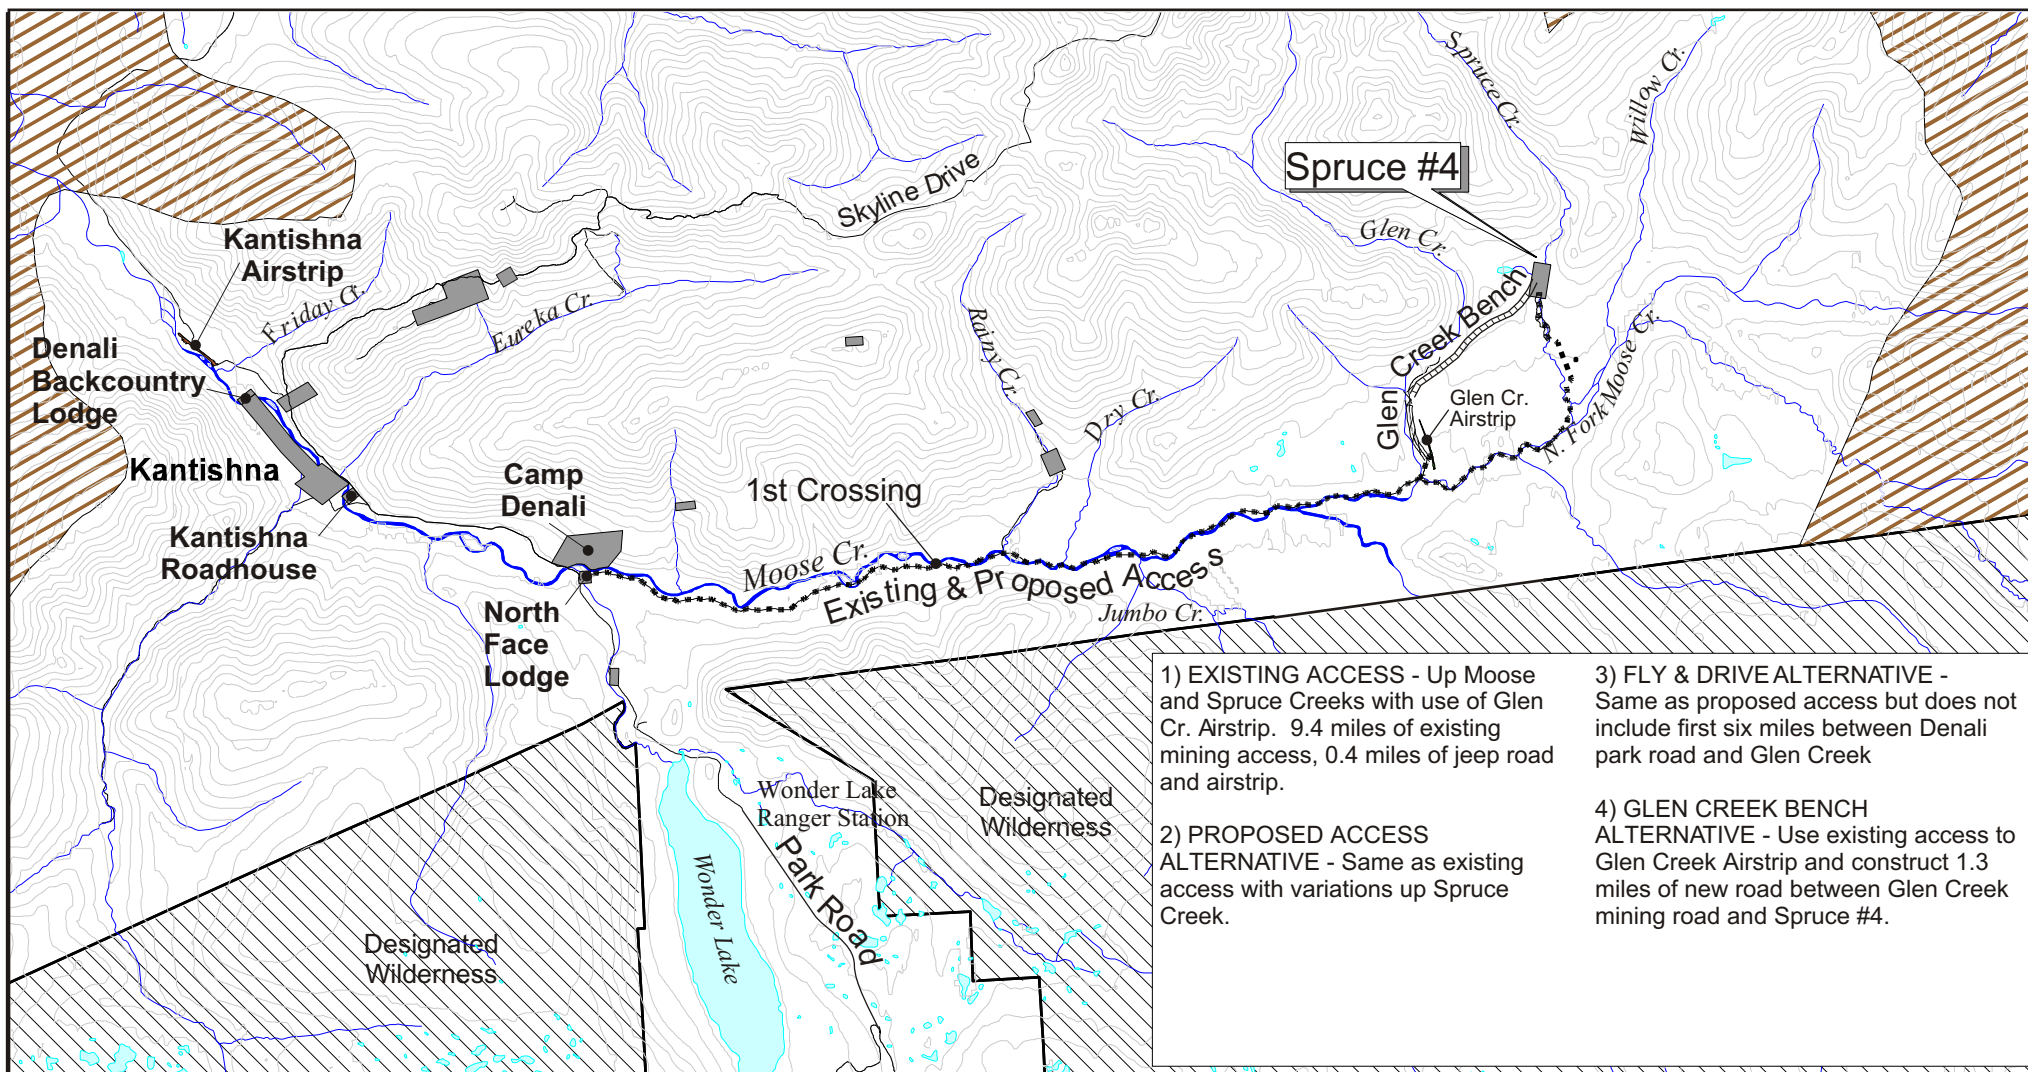 Spruce Cr.
Willow Cr.
Skyline Drive
Spruce #4
Glen Cr.
Kantishna
Airstrip
Friday Cr.
Eureka Cr.
Rainy Cr.
Dry Cr.
Glen Creek Bench
Glen Cr.
Airstrip
N. Fork Moose Cr.
Denali
Backcountry
Lodge
Kantishna
Kantishna
Roadhouse
Camp
Denali
1st Crossing
Moose Cr.
Existing & Proposed Access
Jumbo Cr.
North
Face
Lodge
Wonder Lake
Ranger Station
Park Road
Wonder Lake
Designated
Wilderness
Designated
Wilderness
1) EXISTING ACCESS - Up Moose
and Spruce Creeks with use of Glen
Cr. Airstrip.  9.4 miles of existing
mining access, 0.4 miles of jeep road
and airstrip.
2) PROPOSED ACCESS
ALTERNATIVE - Same as existing
access with variations up Spruce
Creek.
3) FLY & DRIVE ALTERNATIVE -
Same as proposed access but does not
include first six miles between Denali
park road and Glen Creek
4) GLEN CREEK BENCH
ALTERNATIVE - Use existing access to
Glen Creek Airstrip and construct 1.3
miles of new road between Glen Creek
mining road and Spruce #4.